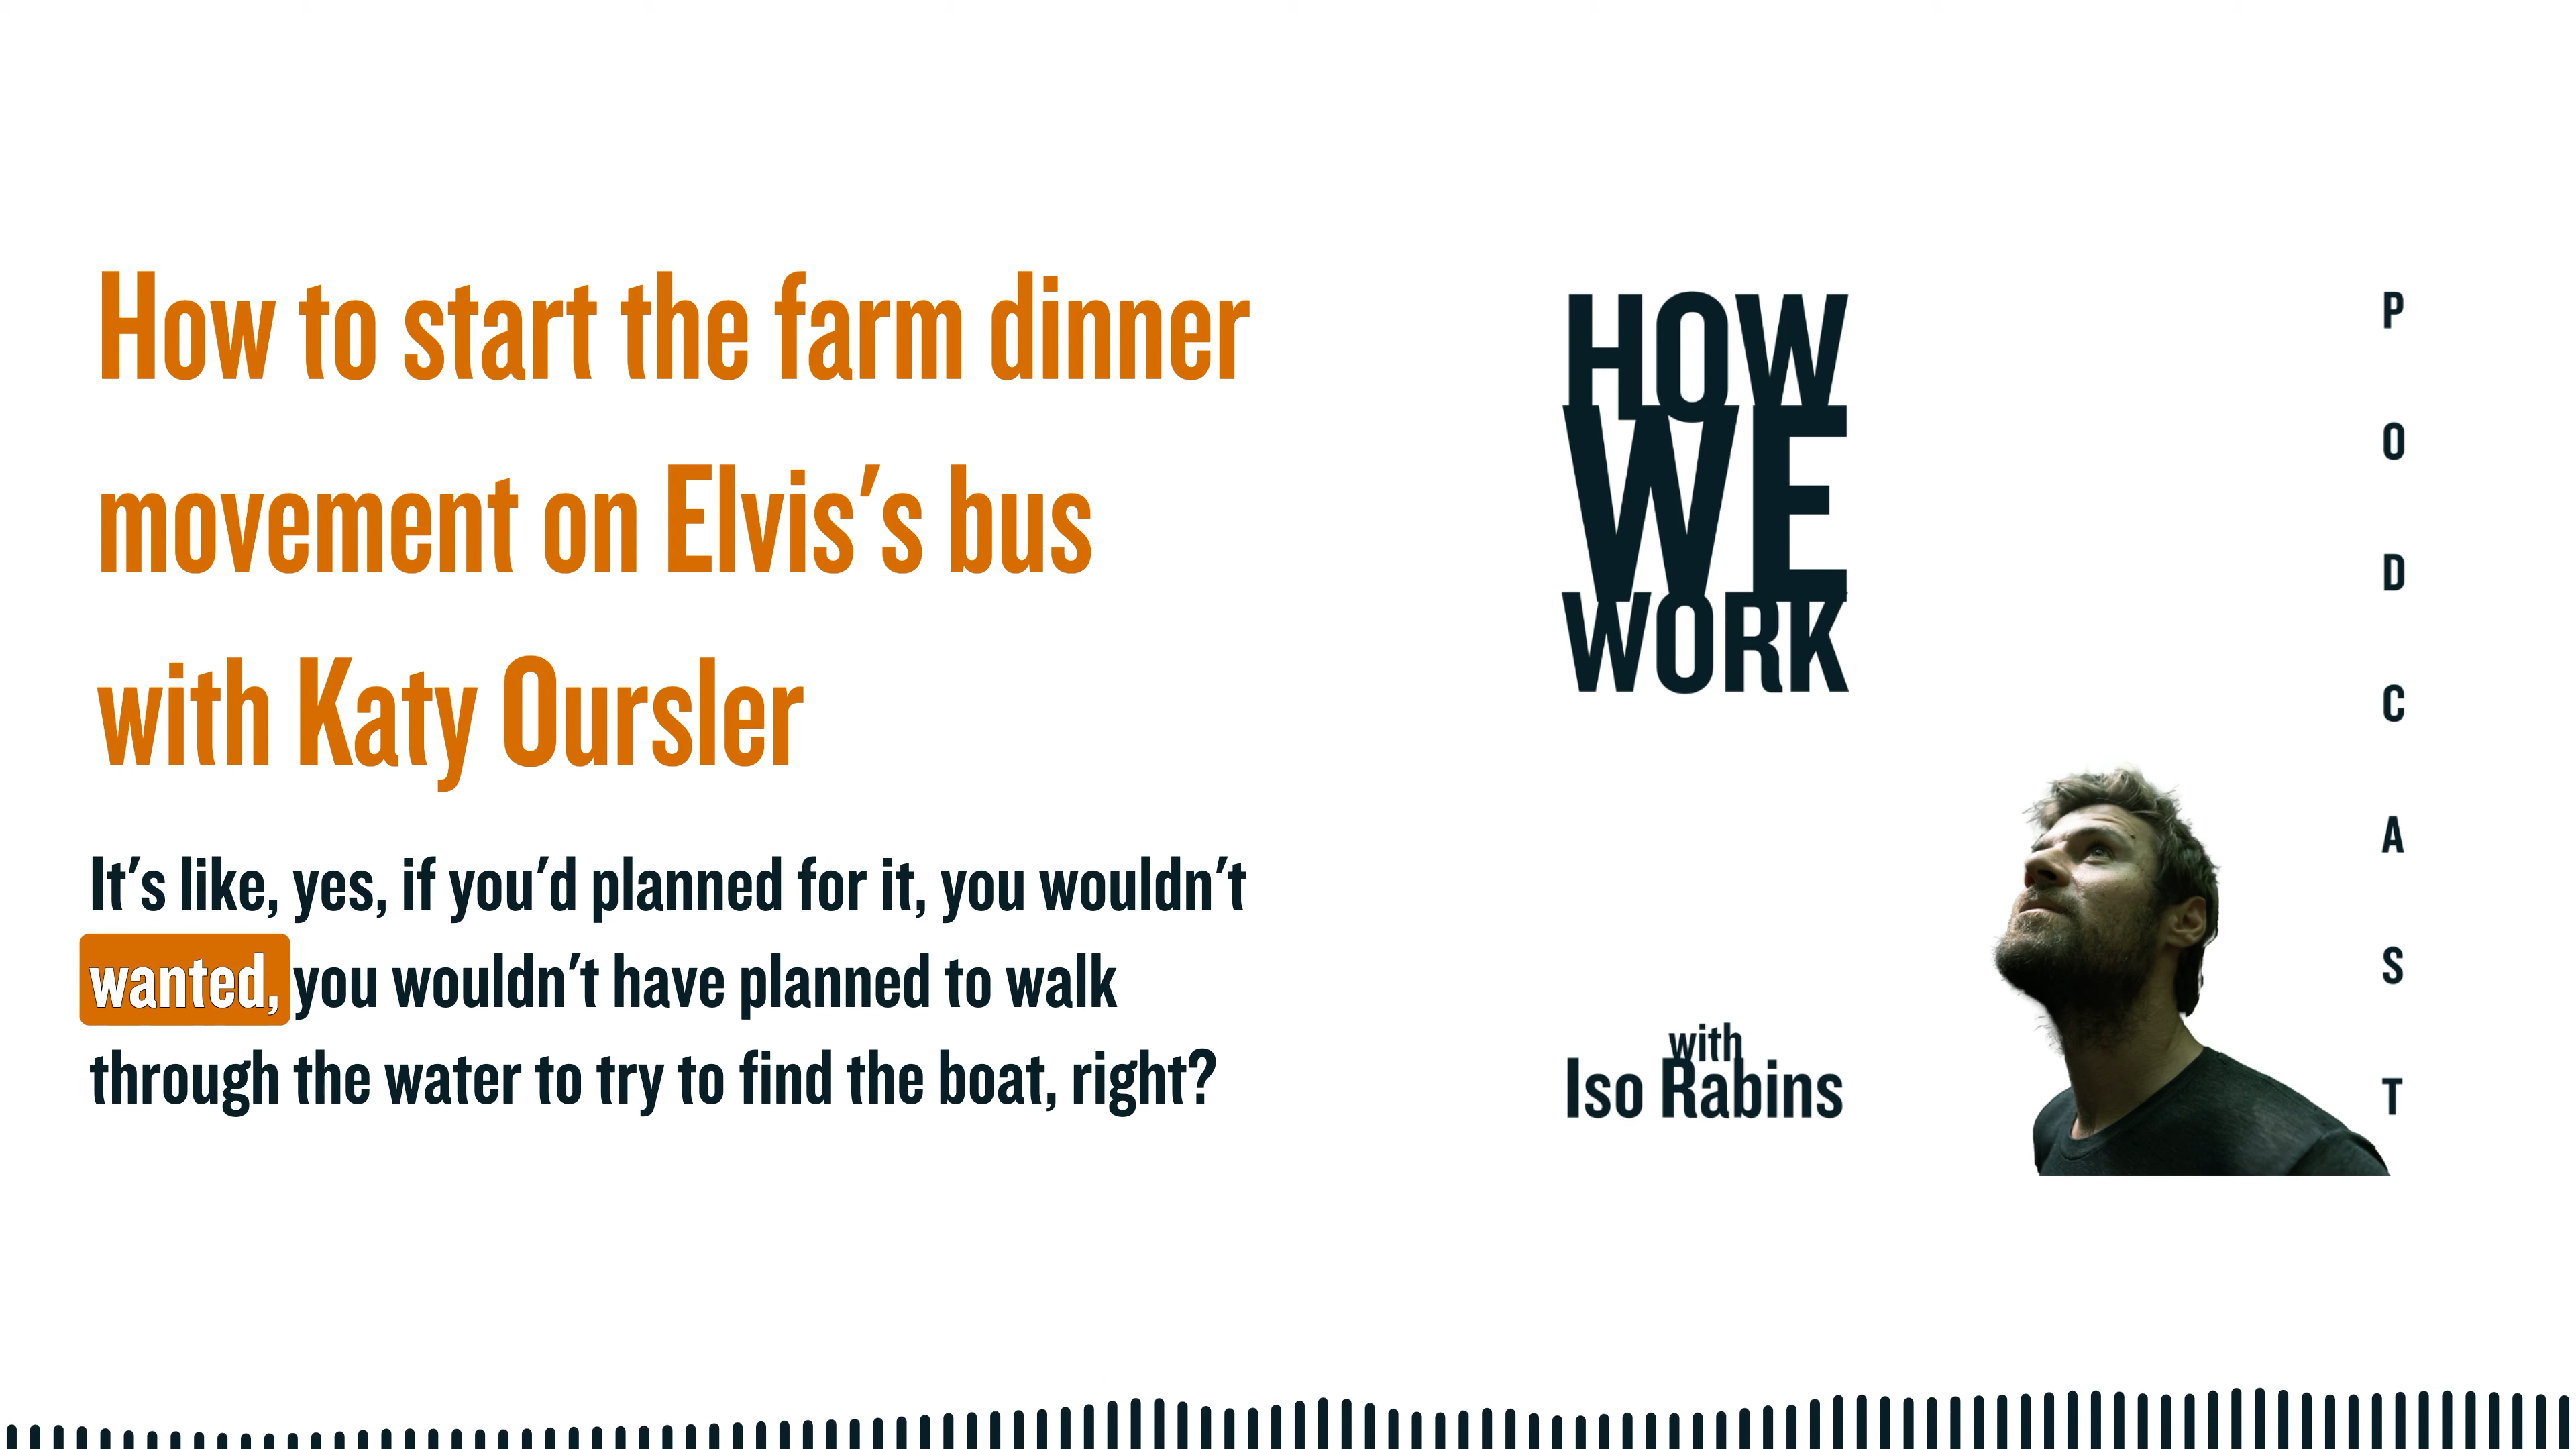 How to start the farm dinner
movement on Elvis's bus
with Katy Oursler
It's like, yes, if you'd planned for it, you wouldn't
wanted, you wouldn't have planned to walk
through the water to try to find the boat, right?
HOW
WE
WORK
with
Iso Rabins
P
O
D
C
A
S
T